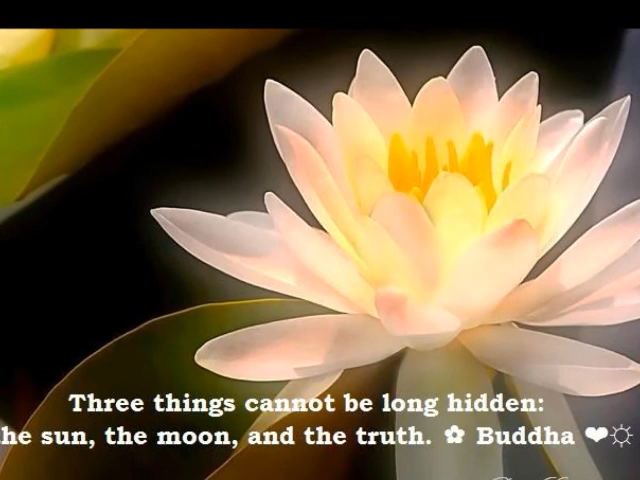 Three things cannot be long hidden:
he sun, the moon, and the truth. ✿ Buddha ❤☼